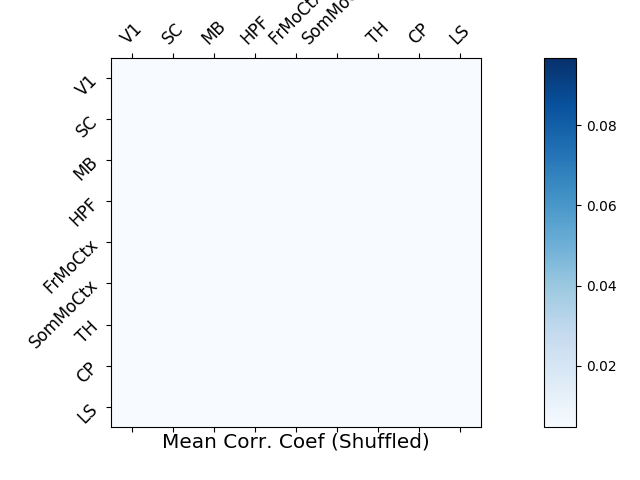 V1 SC MB HPF FrMoCtx SomMo TH CP LS
V1
SC
MB
HPF
FrMoCtx
SomMoCtx
TH
CP
LS
Mean Corr. Coef (Shuffled)
0.08
0.06
0.04
0.02